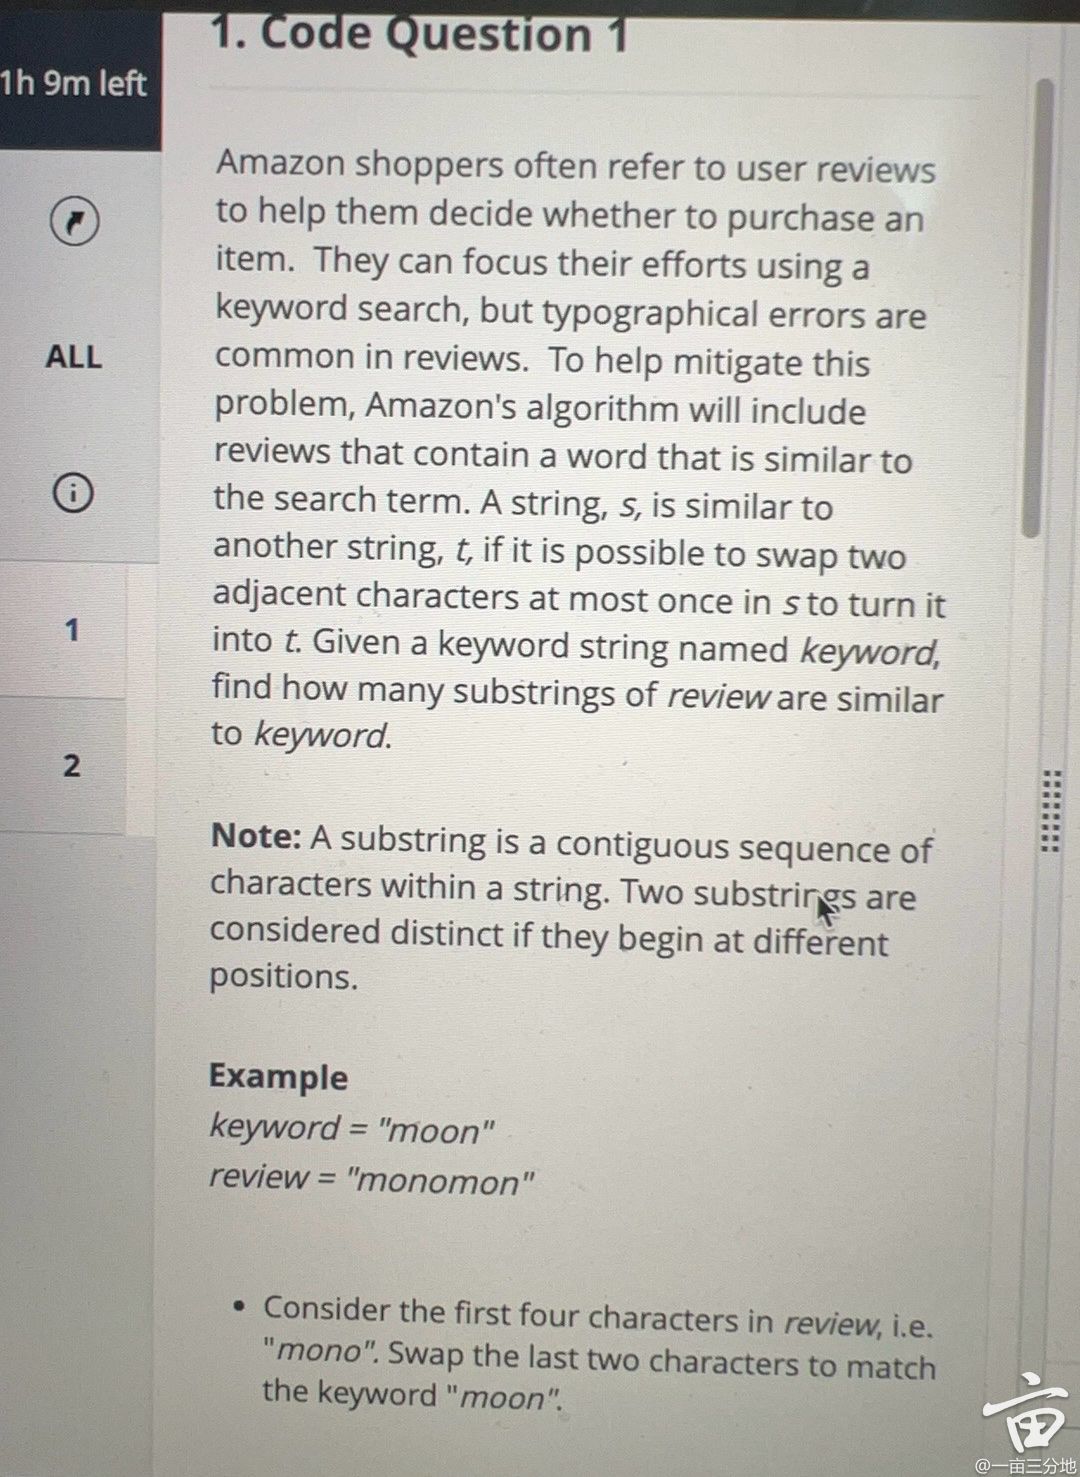 1. Code Question 1
1h 9m left
ALL
1
2
Amazon shoppers often refer to user reviews
to help them decide whether to purchase an
item. They can focus their efforts using a
keyword search, but typographical errors are
common in reviews. To help mitigate this
problem, Amazon's algorithm will include
reviews that contain a word that is similar to
the search term. A string, s, is similar to
another string, t, if it is possible to swap two
adjacent characters at most once in s to turn it
into t. Given a keyword string named keyword,
find how many substrings of review are similar
to keyword.
Note: A substring is a contiguous sequence of
characters within a string. Two substrings are
considered distinct if they begin at different
positions.
Example
keyword = "moon"
review = "monomon"
• Consider the first four characters in review, i.e.
"mono". Swap the last two characters to match
the keyword "moon".
亩
@一亩三分地